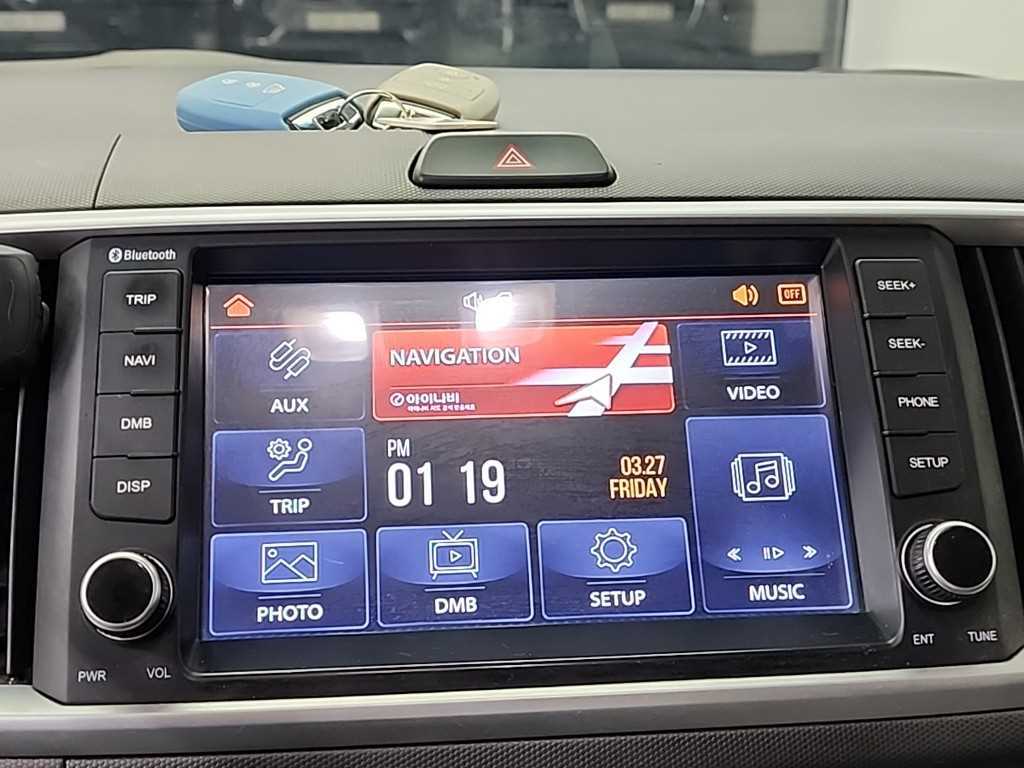 Bluetooth
TRIP
NAVI
DMB
DISP
PWR
VOL
OFF
AUX
NAVIGATION
아이나비
VIDEO
TRIP
PM
01 19
03.27
FRIDAY
PHOTO
DMB
SETUP
MUSIC
SEEK+
SEEK-
PHONE
SETUP
ENT
TUNE